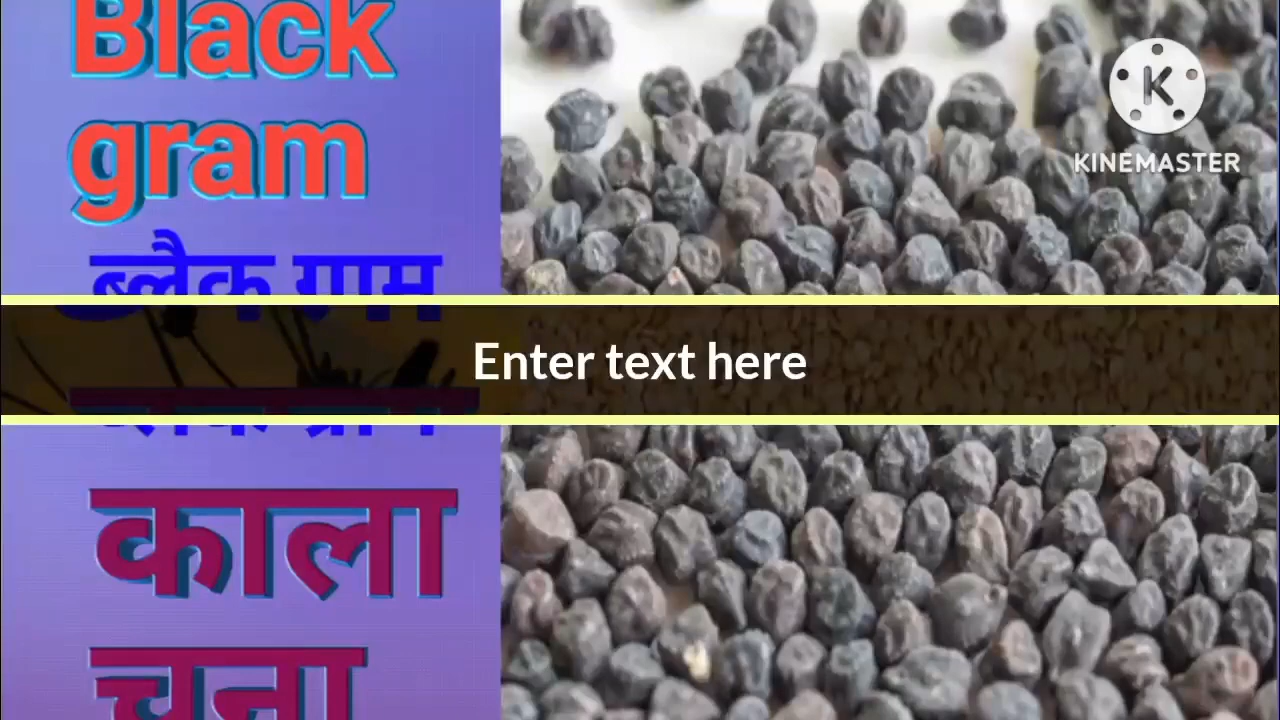 Black
gram
KINEMASTER
ब्लैक ग्राम
Enter text here
काला
चना